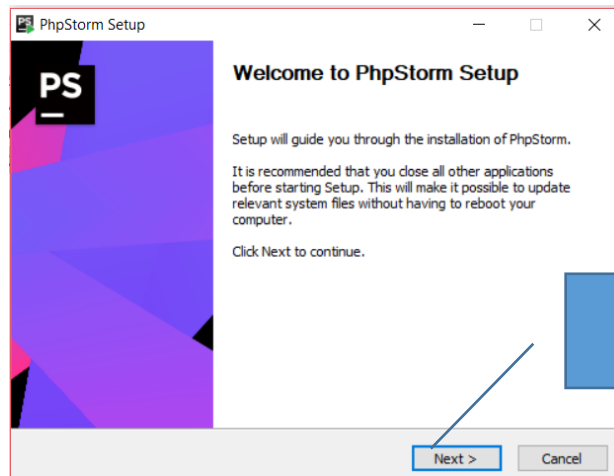 PhpStorm Setup
PS
Welcome to PhpStorm Setup
Setup will guide you through the installation of PhpStorm.
It is recommended that you close all other applications
before starting Setup. This will make it possible to update
relevant system files without having to reboot your
computer.
Click Next to continue.
Next >
Cancel